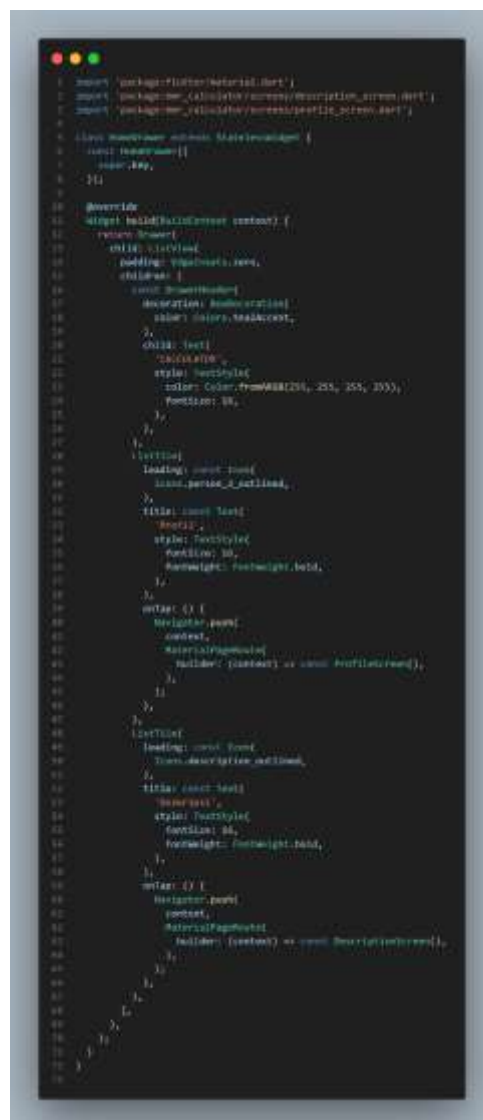 import 'package:flutter/material.dart';
import 'package:bmr_calculator/screens/description_screen.dart';
import 'package:bmr_calculator/screens/profile_screen.dart';
class HomeDrawer extends StatelessWidget {
const HomeDrawer({
super.key,
});
@override
Widget build(BuildContext context) {
return Drawer(
child: ListView(
padding: EdgeInsets.zero,
children: [
const DrawerHeader(
decoration: BoxDecoration(
color: Colors.tealAccent,
),
child: Text(
'CALCULATOR',
style: TextStyle(
color: Color.fromARGB(255, 255, 255, 255),
fontSize:
),
),
),
ListTile(
leading: const Icon(
Icons.person_2_outlined,
),
title: const Text(
'Profil',
style: TextStyle(
fontSize: 16,
fontWeight: FontWeight.bold,
),
),
onTap: () {
Navigator.push(
context,
MaterialPageRoute(
builder: (context) => const ProfileScreen(),
),
);
},
),
ListTile(
leading: const Icon(
Icons.description_outlined,
),
title: const Text(
'Deskripsi',
style: TextStyle(
fontSize: 16,
fontWeight: FontWeight.bold,
),
),
onTap: () {
Navigator.push(
context,
MaterialPageRoute(
builder: (context) => const DescriptionScreen(),
),
);
},
),
],
),
);
}
}